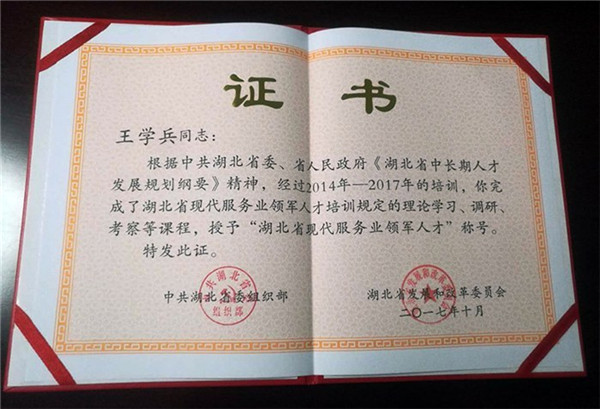 证 书
王学兵同志：
根据中共湖北省委、省人民政府《湖北省中长期人才
发展规划纲要》精神，经过2014年—2017年的培训，你完
成了湖北省现代服务业领军人才培训规定的理论学习、调研、
考察等课程，授予“湖北省现代服务业领军人才”称号。
特发此证。
中共湖北省委组织部
组织部
湖北省发展和改革委员会
二〇一七年十月